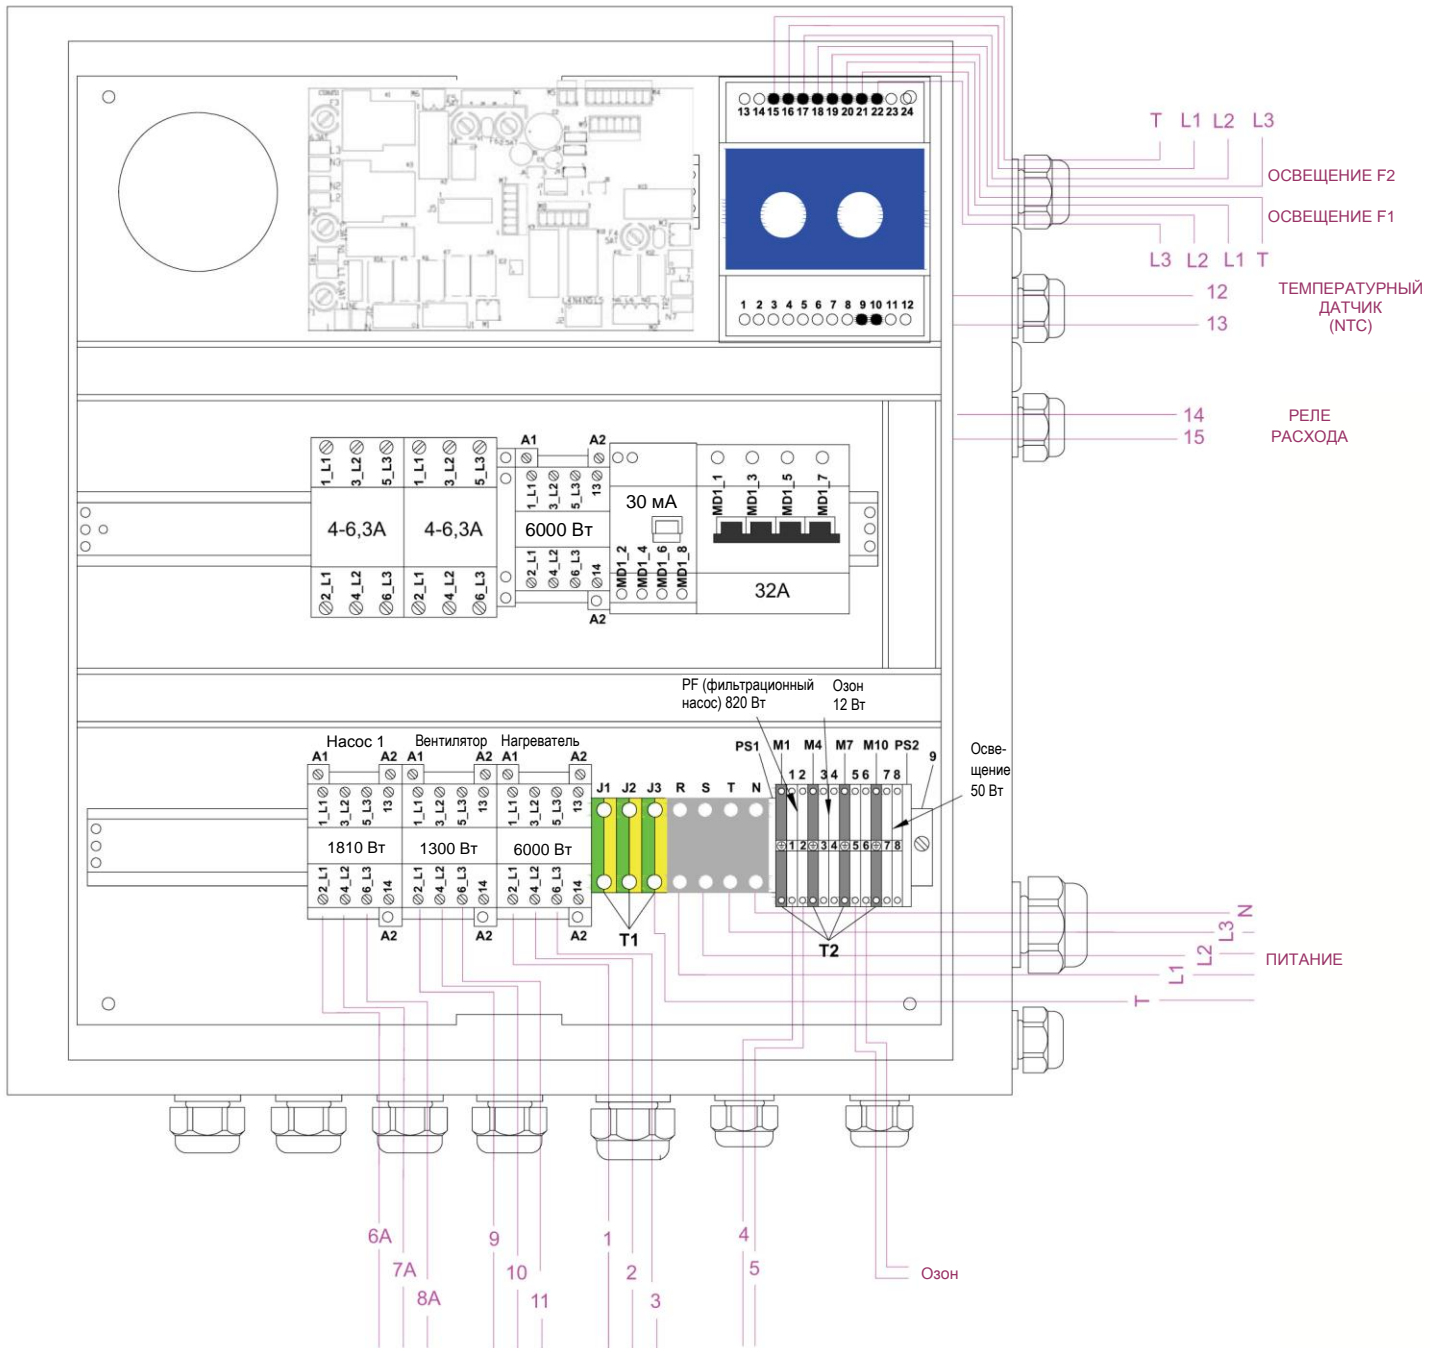 13 14 15 16 17 18 19 20 21 22 23 24
T L1 L2 L3
ОСВЕЩЕНИЕ F2
ОСВЕЩЕНИЕ F1
L3 L2 L1 T
1 2 3 4 5 6 7 8 9 10 11 12
12
13
ТЕМПЕРАТУРНЫЙ
ДАТЧИК
(NTC)
14
15
РЕЛЕ
РАСХОДА
A1 A2
1_L1 3_L2 5_L3 1_L1 3_L2 5_L3
1_L1 3_L2 5_L3 13
MD1_1 MD1_3 MD1_5 MD1_7
4-6,3А 4-6,3А 6000 Вт 30 мА
2_L1 4_L2 6_L3 2_L1 4_L2 6_L3
2_L1 4_L2 6_L3 14
MD1_2 MD1_4 MD1_6 MD1_8
32А
A2
PF (фильтрационный
насос) 820 Вт
Озон
12 Вт
Насос 1 Вентилятор Нагреватель
A1 A2 A1 A2 A1 A2
PS1 M1 M4 M7 M10 PS2 9
Осве-
щение
50 Вт
1 2 3 4 5 6 7 8
J1 J2 J3 R S T N
1_L1 3_L2 5_L3 13 1_L1 3_L2 5_L3 13 1_L1 3_L2 5_L3 13
1810 Вт 1300 Вт 6000 Вт
1 2 3 4 5 6 7 8
2_L1 4_L2 6_L3 14 2_L1 4_L2 6_L3 14 2_L1 4_L2 6_L3 14
A2 A2 A2
T1 T2
N
L3
L2
L1
T
ПИТАНИЕ
6A 9 1 4
7A 10 2 5
8A 11 3
Озон